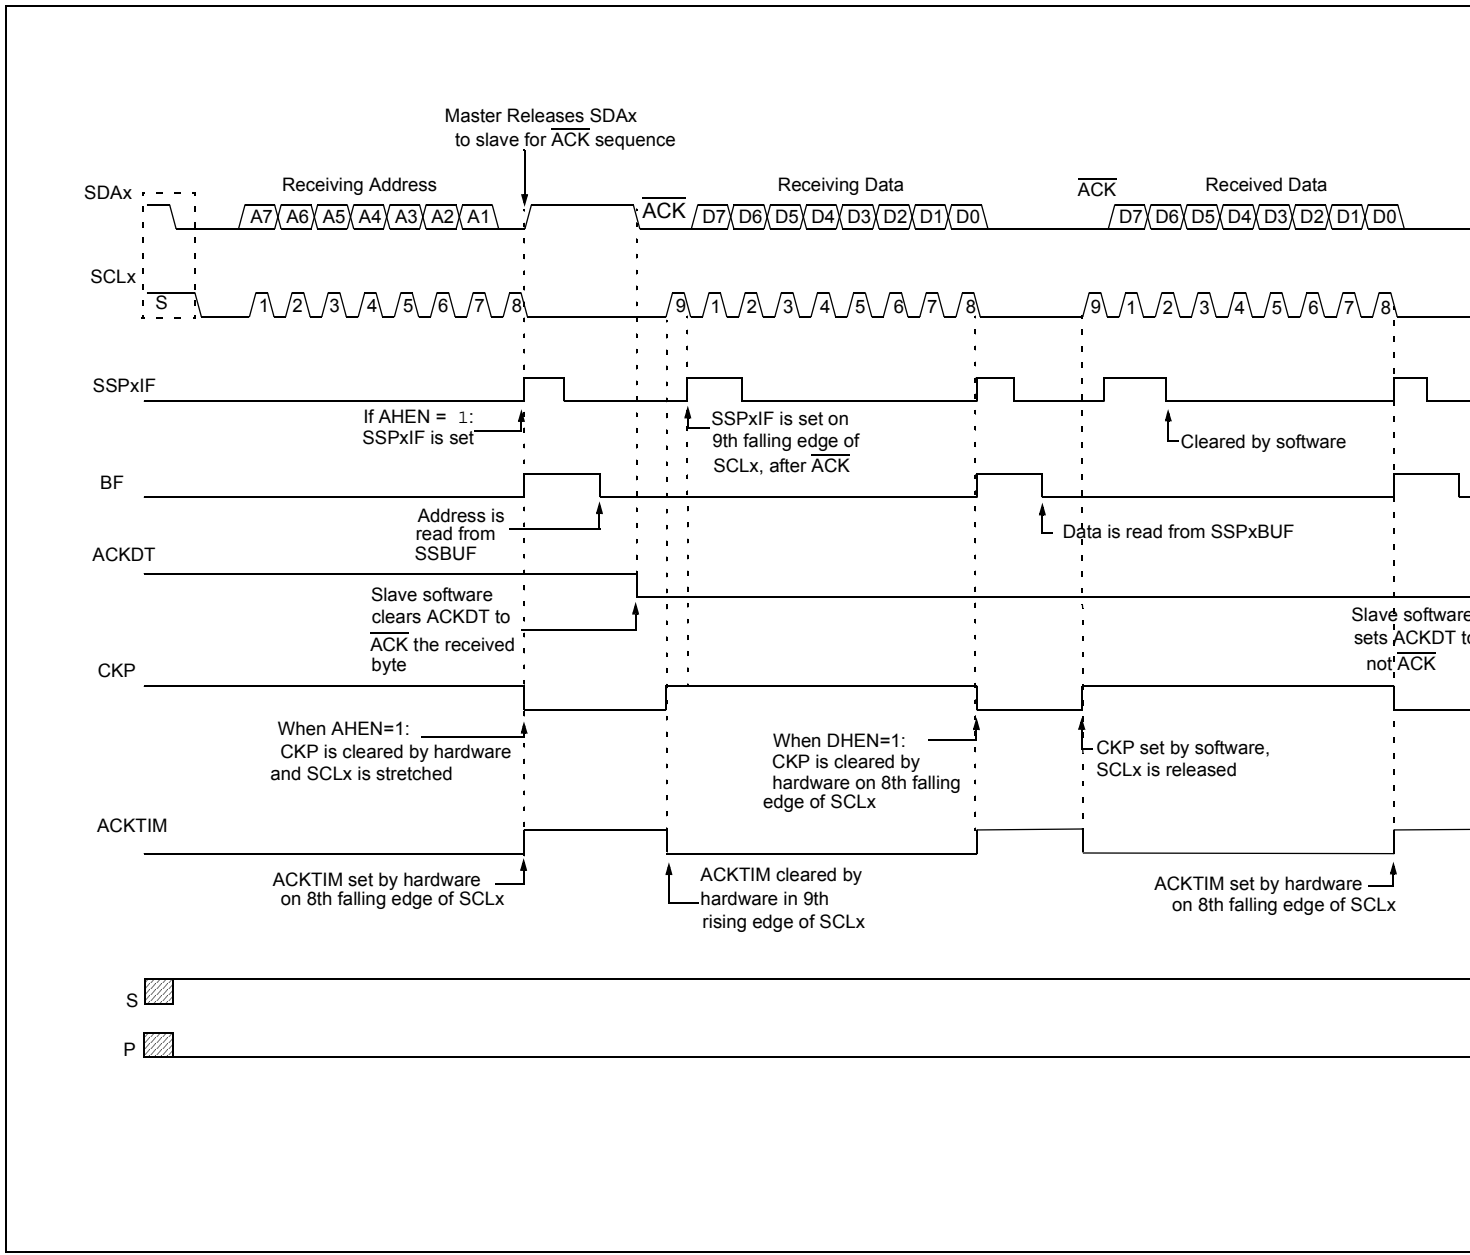 Master Releases SDAx
to slave for ACK sequence
SDAx
Receiving Address
Receiving Data
ACK
Received Data
A7 A6 A5 A4 A3 A2 A1
ACK
D7 D6 D5 D4 D3 D2 D1 D0
D7 D6 D5 D4 D3 D2 D1 D0
SCLx
S
1 2 3 4 5 6 7 8
9 1 2 3 4 5 6 7 8
9 1 2 3 4 5 6 7 8
SSPxIF
If AHEN = 1:
SSPxIF is set
SSPxIF is set on
9th falling edge of
SCLx, after ACK
Cleared by software
BF
Address is
read from
SSBUF
Data is read from SSPxBUF
ACKDT
Slave software
clears ACKDT to
ACK the received
byte
Slave software
sets ACKDT to
not ACK
CKP
When AHEN=1:
CKP is cleared by hardware
and SCLx is stretched
When DHEN=1:
CKP is cleared by
hardware on 8th falling
edge of SCLx
CKP set by software,
SCLx is released
ACKTIM
ACKTIM set by hardware
on 8th falling edge of SCLx
ACKTIM cleared by
hardware in 9th
rising edge of SCLx
ACKTIM set by hardware
on 8th falling edge of SCLx
S
P